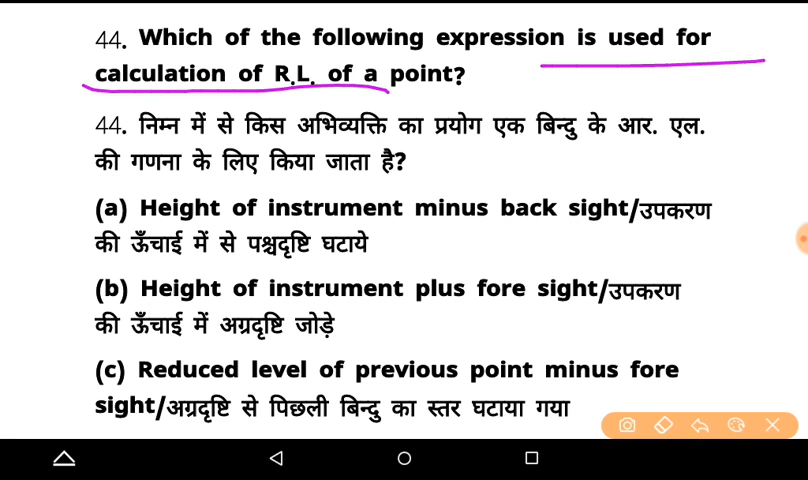 44. Which of the following expression is used for
calculation of R.L. of a point?
44. निम्न में से किस अभिव्यक्ति का प्रयोग एक बिन्दु के आर. एल.
की गणना के लिए किया जाता है?
(a) Height of instrument minus back sight/उपकरण
की ऊँचाई में से पश्चदृष्टि घटाये
(b) Height of instrument plus fore sight/उपकरण
की ऊँचाई में अग्रदृष्टि जोड़े
(c) Reduced level of previous point minus fore
sight/अग्रदृष्टि से पिछली बिन्दु का स्तर घटाया गया